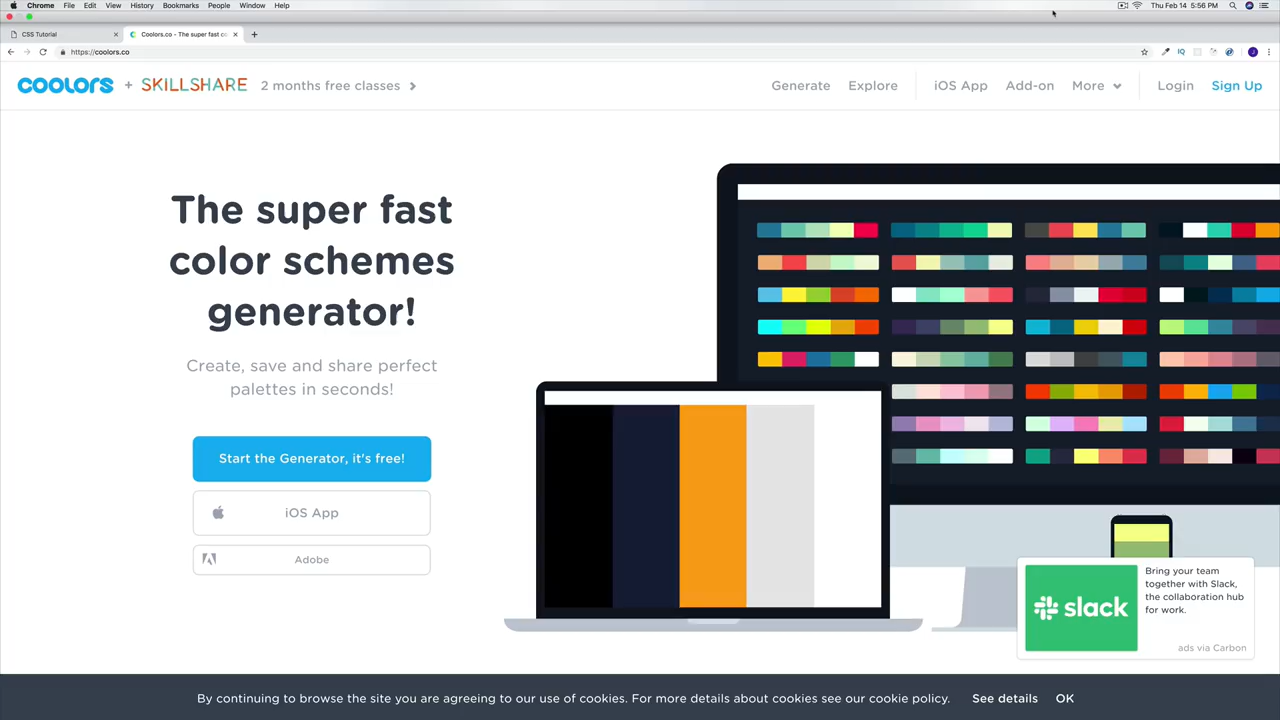 Chrome File Edit View History Bookmarks People Window Help
Thu Feb 14 5:56 PM
CSS Tutorial
Coolors.co - The super fast co
https://coolors.co
coolors + SKILLSHARE 2 months free classes
Generate Explore iOS App Add-on More Login Sign Up
The super fast
color schemes
generator!
Create, save and share perfect
palettes in seconds!
Start the Generator, it's free!
iOS App
Adobe
slack
Bring your team
together with Slack,
the collaboration hub
for work.
ads via Carbon
By continuing to browse the site you are agreeing to our use of cookies. For more details about cookies see our cookie policy. See details OK